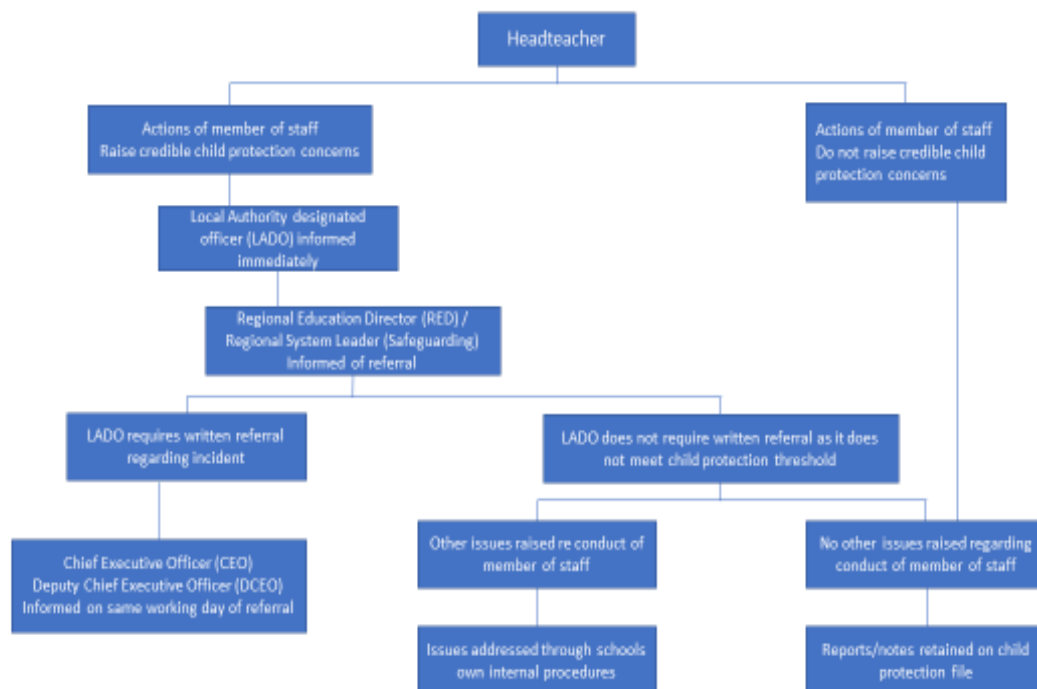 Headteacher
Actions of member of staff
Raise credible child protection concerns
Actions of member of staff
Do not raise credible child
protection concerns
Local Authority designated
officer (LADO) informed
immediately
Regional Education Director (RED) /
Regional System Leader (Safeguarding)
Informed of referral
LADO requires written referral
regarding incident
LADO does not require written referral as it does
not meet child protection threshold
Chief Executive Officer (CEO)
Deputy Chief Executive Officer (DCEO)
Informed on same working day of referral
Other issues raised re conduct of
member of staff
No other issues raised regarding
conduct of member of staff
Issues addressed through schools
own internal procedures
Reports/notes retained on child
protection file